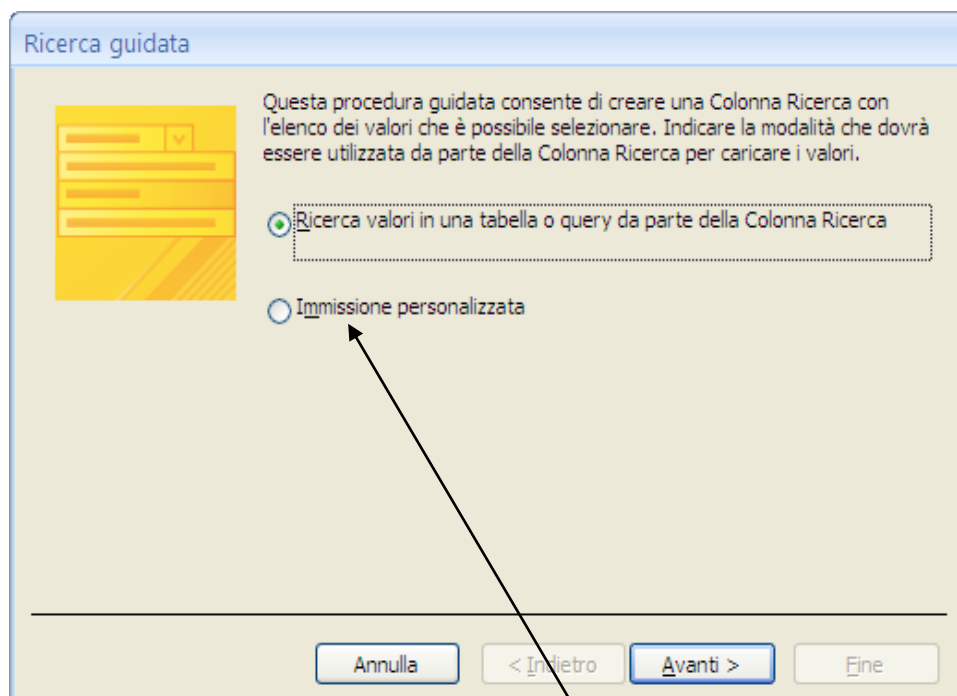 Ricerca guidata
Questa procedura guidata consente di creare una Colonna Ricerca con
l'elenco dei valori che è possibile selezionare. Indicare la modalità che dovrà
essere utilizzata da parte della Colonna Ricerca per caricare i valori.
Ricerca valori in una tabella o query da parte della Colonna Ricerca
Immissione personalizzata
Annulla < Indietro Avanti > Fine